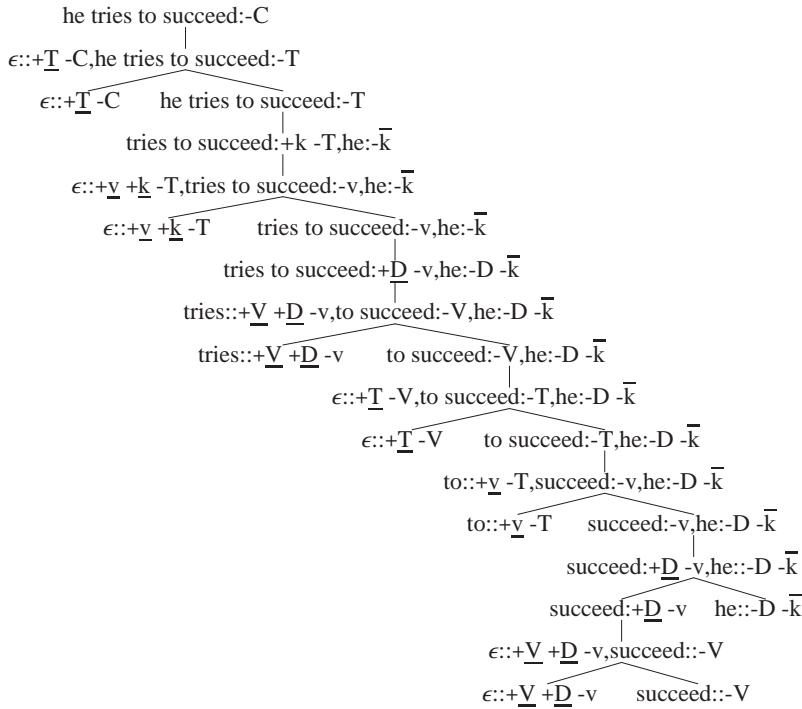 he tries to succeed:-C
ϵ::+T -C,he tries to succeed:-T
ϵ::+T -C he tries to succeed:-T
tries to succeed:+k -T,he:-k̅
ϵ::+v +k -T,tries to succeed:-v,he:-k̅
ϵ::+v +k -T tries to succeed:-v,he:-k̅
tries to succeed:+D -v,he:-D -k̅
tries::+V +D -v,to succeed:-V,he:-D -k̅
tries::+V +D -v to succeed:-V,he:-D -k̅
ϵ::+T -V,to succeed:-T,he:-D -k̅
ϵ::+T -V to succeed:-T,he:-D -k̅
to::+v -T,succeed:-v,he:-D -k̅
to::+v -T succeed:-v,he:-D -k̅
succeed:+D -v,he::-D -k̅
succeed:+D -v he::-D -k̅
ϵ::+V +D -v,succeed::-V
ϵ::+V +D -v succeed::-V